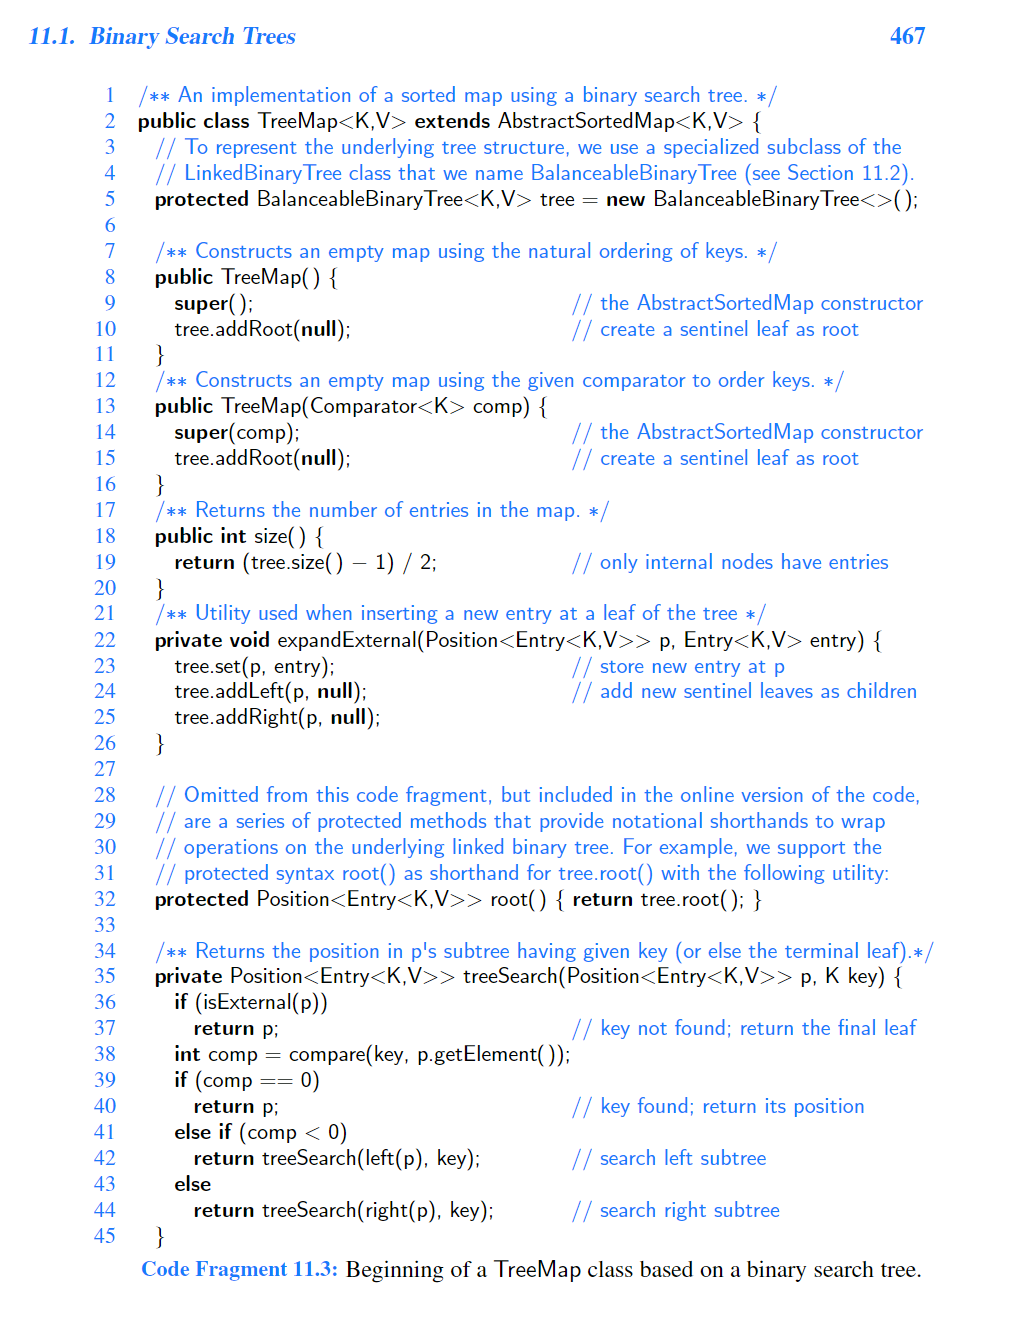 11.1. Binary Search Trees 467
1 /** An implementation of a sorted map using a binary search tree. */
2 public class TreeMap<K,V> extends AbstractSortedMap<K,V> {
3 // To represent the underlying tree structure, we use a specialized subclass of the
4 // LinkedBinaryTree class that we name BalanceableBinaryTree (see Section 11.2).
5 protected BalanceableBinaryTree<K,V> tree = new BalanceableBinaryTree<>();
6
7 /** Constructs an empty map using the natural ordering of keys. */
8 public TreeMap() {
9 super(); // the AbstractSortedMap constructor
10 tree.addRoot(null); // create a sentinel leaf as root
11 }
12 /** Constructs an empty map using the given comparator to order keys. */
13 public TreeMap(Comparator<K> comp) {
14 super(comp); // the AbstractSortedMap constructor
15 tree.addRoot(null); // create a sentinel leaf as root
16 }
17 /** Returns the number of entries in the map. */
18 public int size() {
19 return (tree.size() − 1) / 2; // only internal nodes have entries
20 }
21 /** Utility used when inserting a new entry at a leaf of the tree */
22 private void expandExternal(Position<Entry<K,V>> p, Entry<K,V> entry) {
23 tree.set(p, entry); // store new entry at p
24 tree.addLeft(p, null); // add new sentinel leaves as children
25 tree.addRight(p, null);
26 }
27
28 // Omitted from this code fragment, but included in the online version of the code,
29 // are a series of protected methods that provide notational shorthands to wrap
30 // operations on the underlying linked binary tree. For example, we support the
31 // protected syntax root() as shorthand for tree.root() with the following utility:
32 protected Position<Entry<K,V>> root() { return tree.root(); }
33
34 /** Returns the position in p's subtree having given key (or else the terminal leaf).*/
35 private Position<Entry<K,V>> treeSearch(Position<Entry<K,V>> p, K key) {
36 if (isExternal(p))
37 return p; // key not found; return the final leaf
38 int comp = compare(key, p.getElement());
39 if (comp == 0)
40 return p; // key found; return its position
41 else if (comp < 0)
42 return treeSearch(left(p), key); // search left subtree
43 else
44 return treeSearch(right(p), key); // search right subtree
45 }
Code Fragment 11.3: Beginning of a TreeMap class based on a binary search tree.